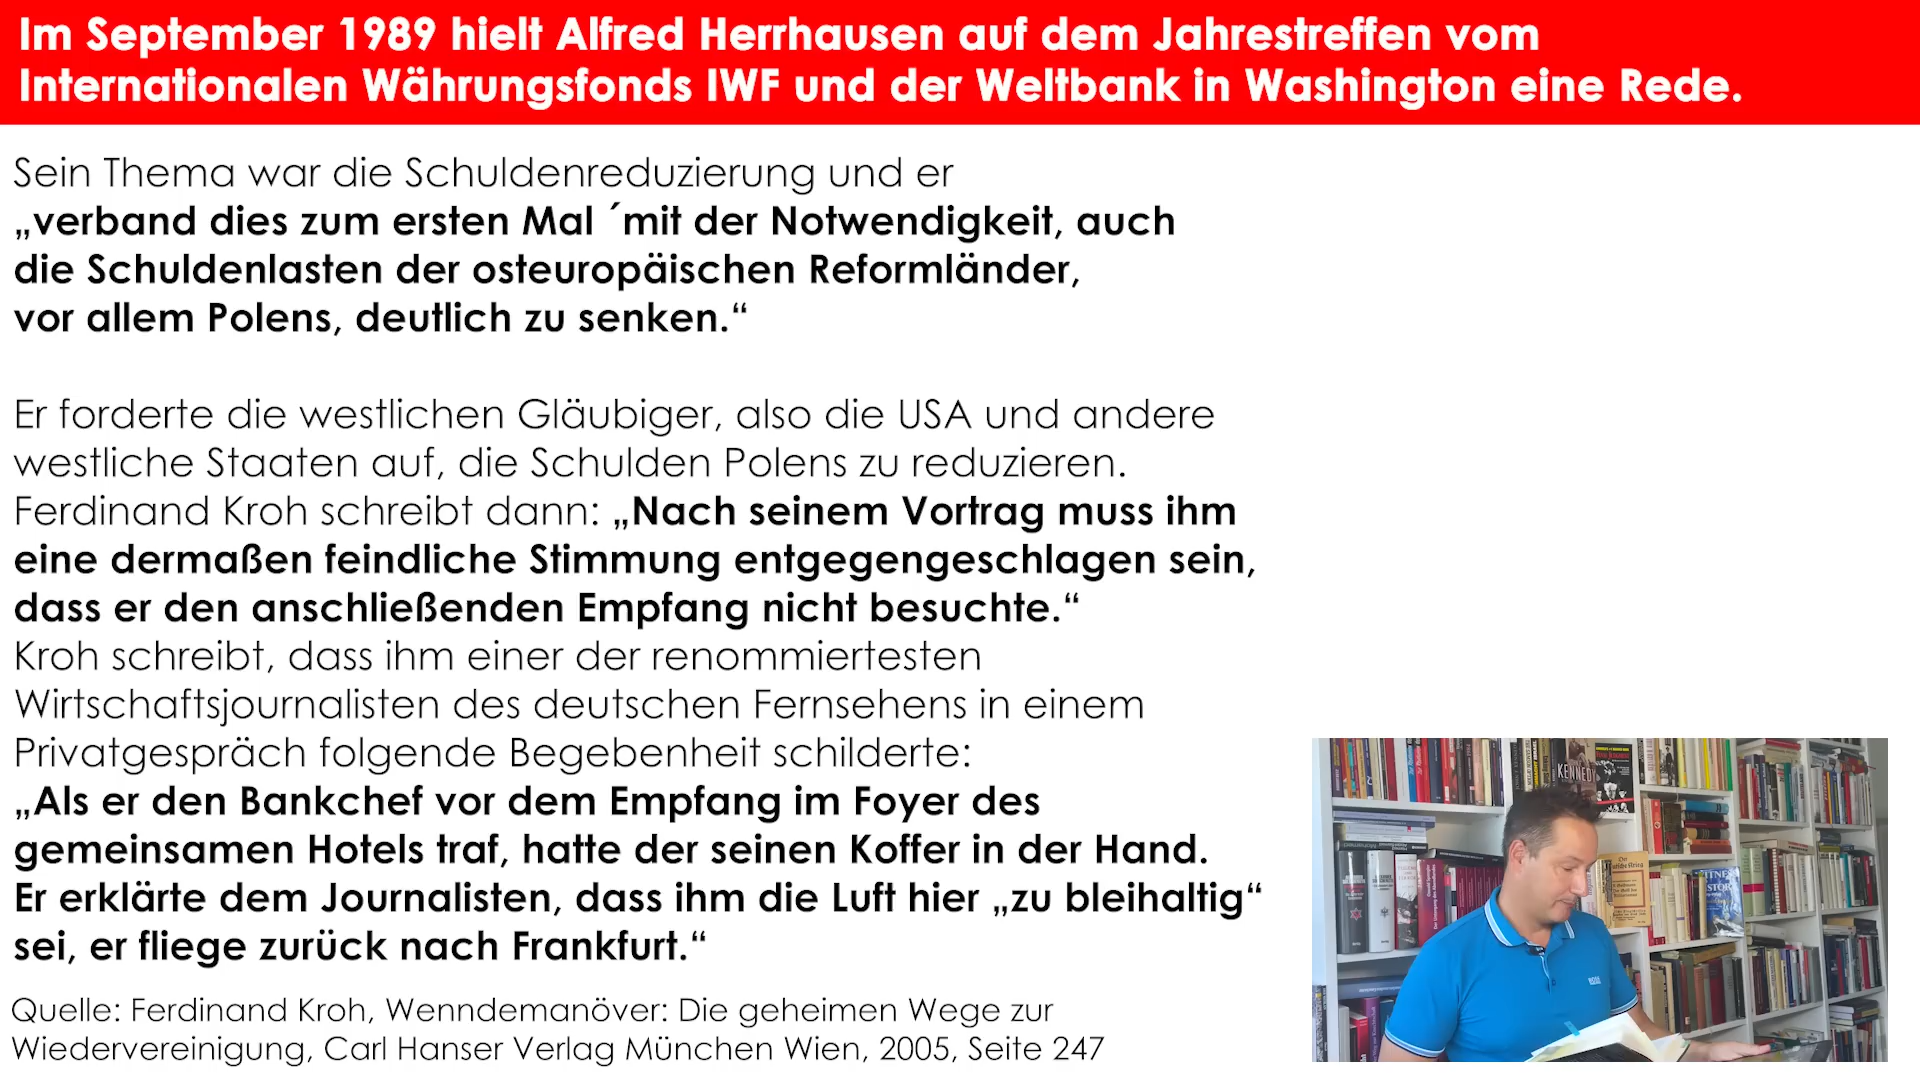 Im September 1989 hielt Alfred Herrhausen auf dem Jahrestreffen vom
Internationalen Währungsfonds IWF und der Weltbank in Washington eine Rede.
Sein Thema war die Schuldenreduzierung und er
„verband dies zum ersten Mal ´mit der Notwendigkeit, auch
die Schuldenlasten der osteuropäischen Reformländer,
vor allem Polens, deutlich zu senken.“
Er forderte die westlichen Gläubiger, also die USA und andere
westliche Staaten auf, die Schulden Polens zu reduzieren.
Ferdinand Kroh schreibt dann: „Nach seinem Vortrag muss ihm
eine dermaßen feindliche Stimmung entgegengeschlagen sein,
dass er den anschließenden Empfang nicht besuchte.“
Kroh schreibt, dass ihm einer der renommiertesten
Wirtschaftsjournalisten des deutschen Fernsehens in einem
Privatgespräch folgende Begebenheit schilderte:
„Als er den Bankchef vor dem Empfang im Foyer des
gemeinsamen Hotels traf, hatte der seinen Koffer in der Hand.
Er erklärte dem Journalisten, dass ihm die Luft hier „zu bleihaltig“
sei, er fliege zurück nach Frankfurt.“
Quelle: Ferdinand Kroh, Wenndemanöver: Die geheimen Wege zur
Wiedervereinigung, Carl Hanser Verlag München Wien, 2005, Seite 247
KENNEDY
BOSS